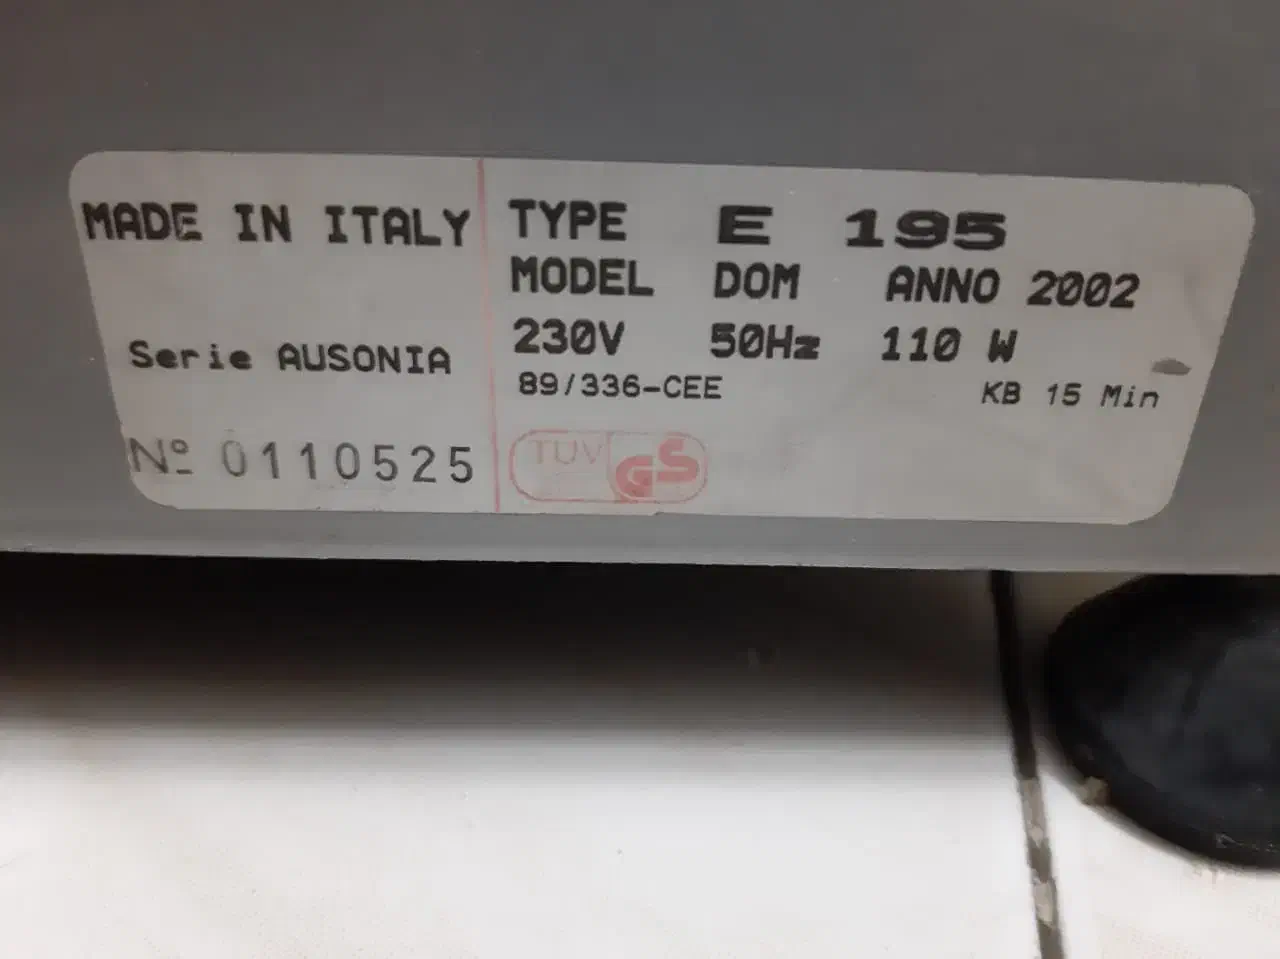 MADE IN ITALY
Serie AUSONIA
Nº 0110525
TYPE E 195
MODEL DOM ANNO 2002
230V 50Hz 110 W
89/336-CEE KB 15 Min
TUV GS